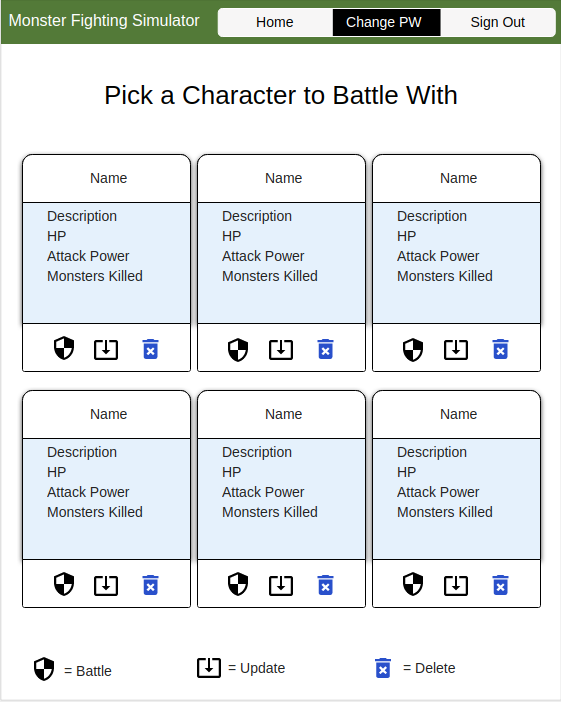 Monster Fighting Simulator Home Change PW Sign Out
Pick a Character to Battle With
Name Name Name
Description Description Description
HP HP HP
Attack Power Attack Power Attack Power
Monsters Killed Monsters Killed Monsters Killed
Name Name Name
Description Description Description
HP HP HP
Attack Power Attack Power Attack Power
Monsters Killed Monsters Killed Monsters Killed
= Battle = Update = Delete